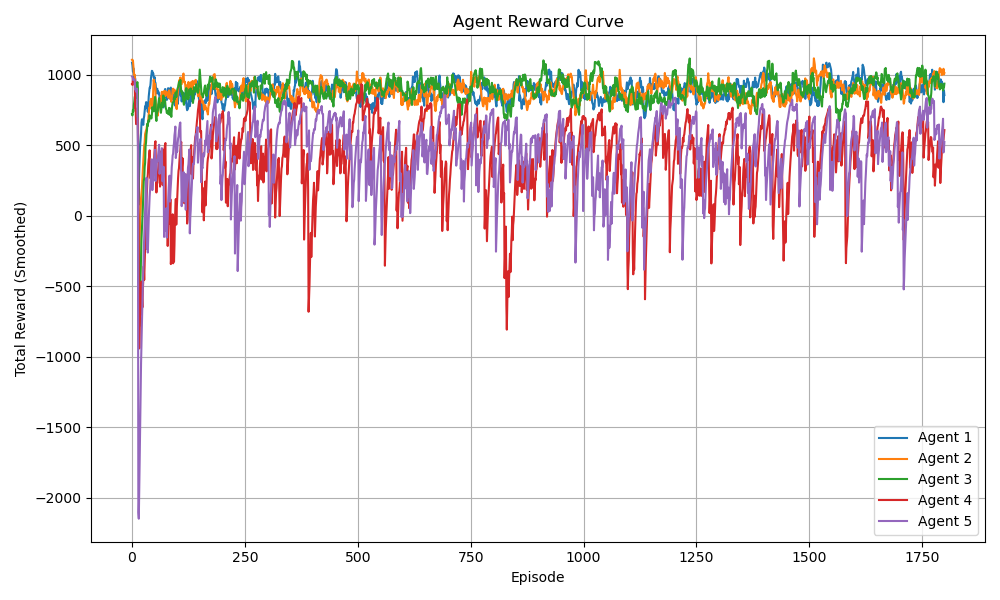 Agent Reward Curve
Total Reward (Smoothed)
1000
500
0
−500
−1000
−1500
−2000
0 250 500 750 1000 1250 1500 1750
Episode
Agent 1
Agent 2
Agent 3
Agent 4
Agent 5